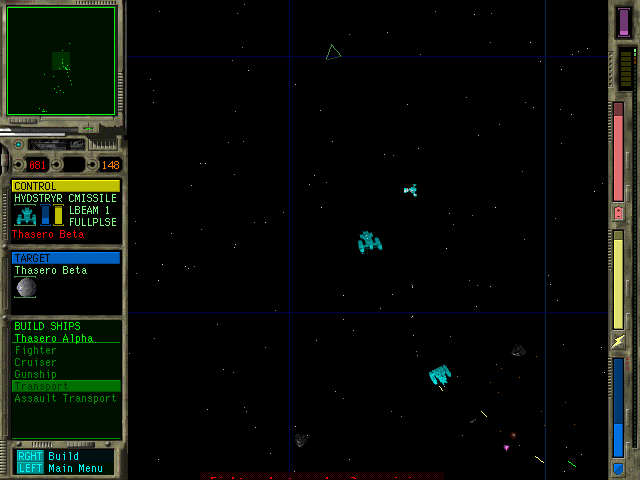 081 148
CONTROL
HVDSTRYR CMISSILE
LBEAM 1
FULLPLSE
Thasero Beta
TARGET
Thasero Beta
BUILD SHIPS
Thasero Alpha
Fighter
Cruiser
Gunship
Transport
Assault Transport
RGHT Build
LEFT Main Menu